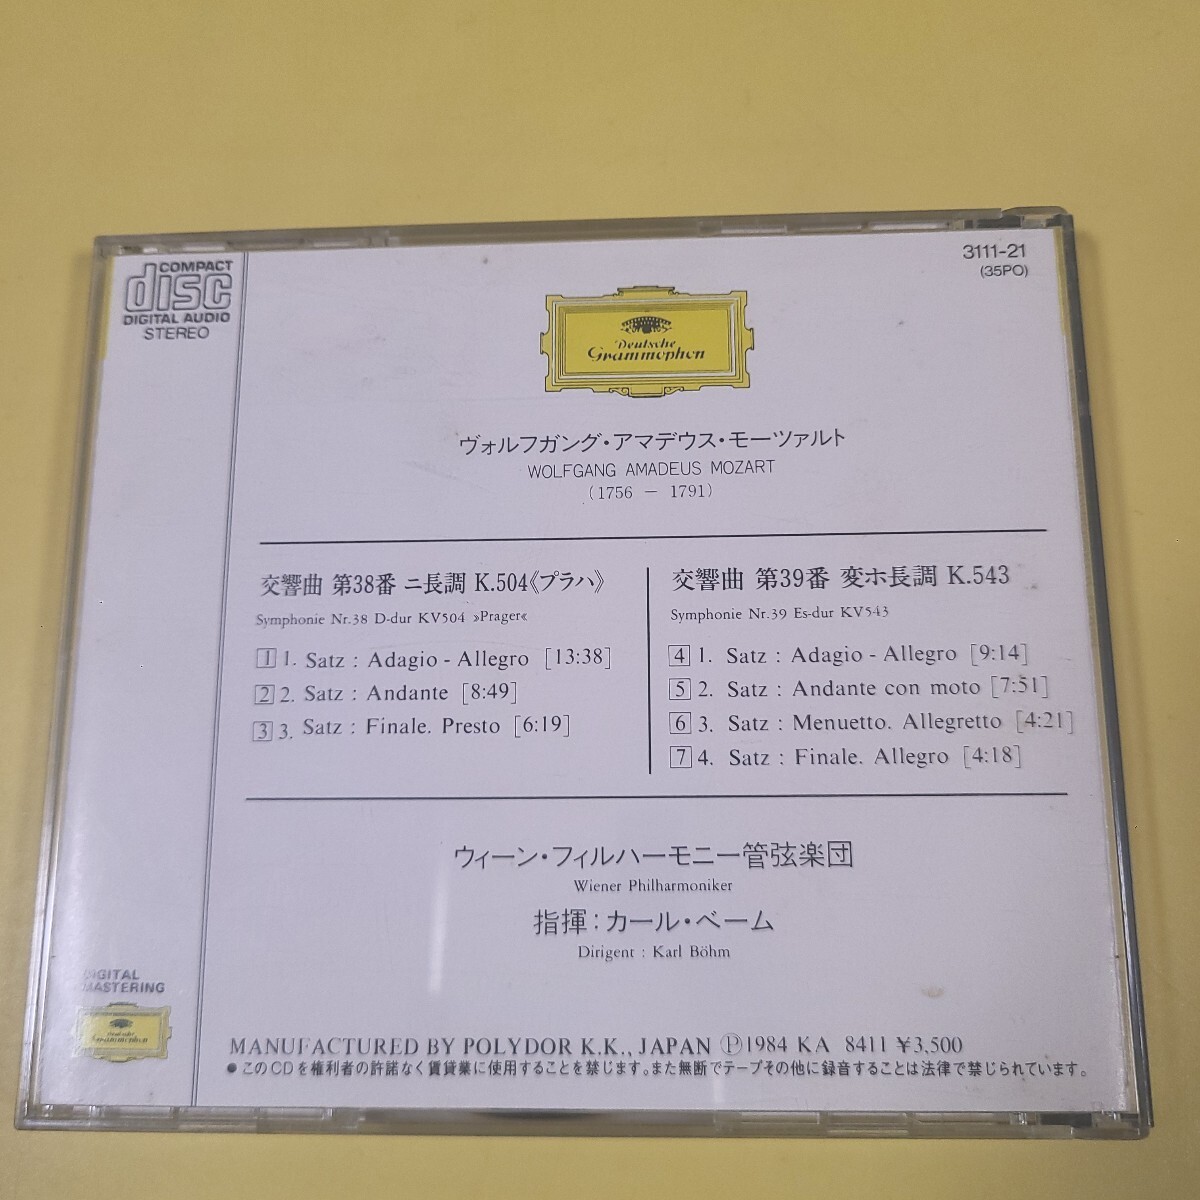 COMPACT
disc
DIGITAL AUDIO
STEREO
3111-21
(35PO)
Deutsche
Grammophon
ヴォルフガング・アマデウス・モーツァルト
WOLFGANG AMADEUS MOZART
(1756 － 1791)
交響曲 第38番 ニ長調 K.504《プラハ》
Symphonie Nr.38 D-dur KV504 »Prager«
1 1. Satz : Adagio - Allegro [13:38]
2 2. Satz : Andante [8:49]
3 3. Satz : Finale. Presto [6:19]
交響曲 第39番 変ホ長調 K.543
Symphonie Nr.39 Es-dur KV543
4 1. Satz : Adagio - Allegro [9:14]
5 2. Satz : Andante con moto [7:51]
6 3. Satz : Menuetto. Allegretto [4:21]
7 4. Satz : Finale. Allegro [4:18]
ウィーン・フィルハーモニー管弦楽団
Wiener Philharmoniker
指揮：カール・ベーム
Dirigent : Karl Böhm
DIGITAL
MASTERING
Deutsche
Grammophon
MANUFACTURED BY POLYDOR K.K., JAPAN Ⓟ1984 KA 8411 ¥3,500
●このCDを権利者の許諾なく賃貸業に使用することを禁じます。また無断でテープその他に録音することは法律で禁じられています。